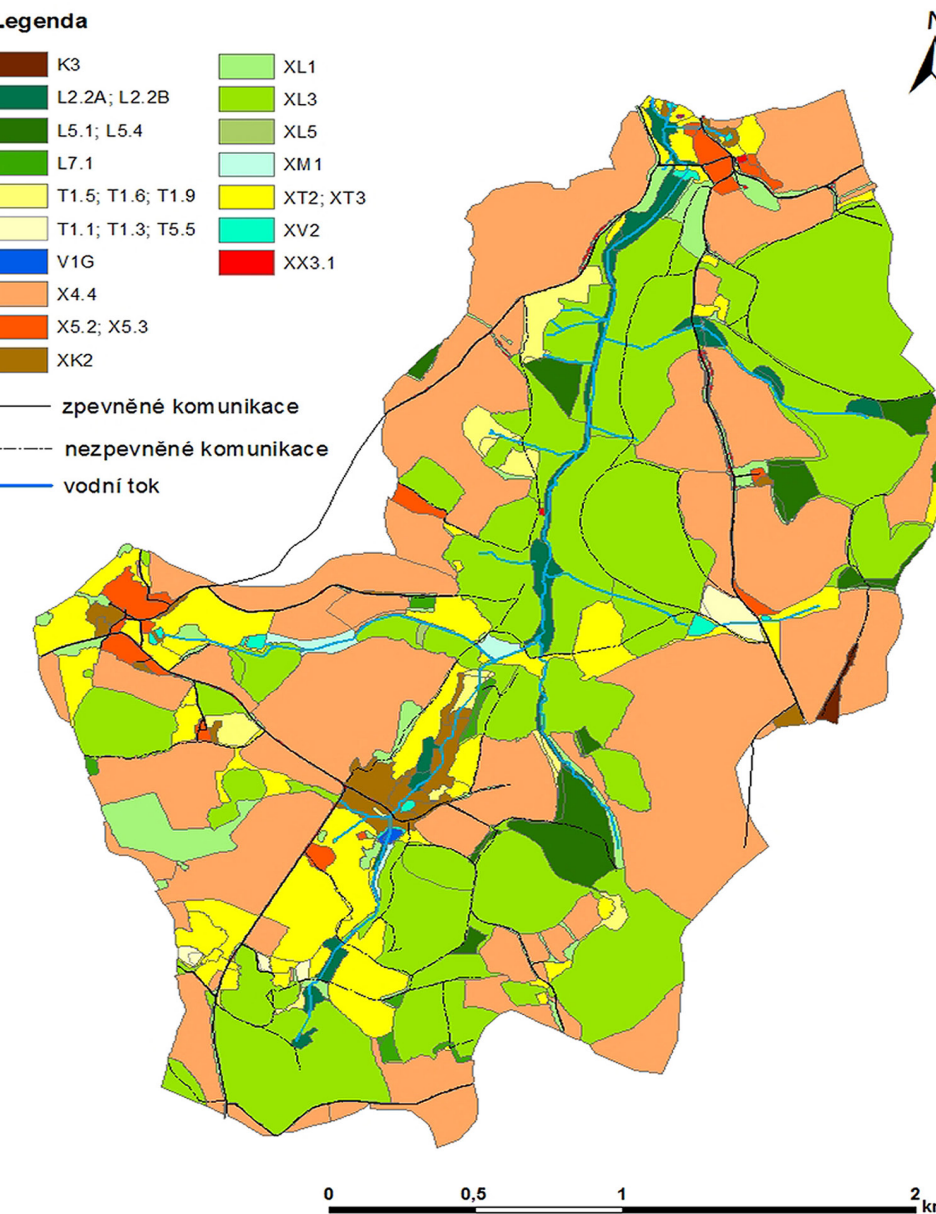 Legenda
N
K3
L2.2A; L2.2B
L5.1; L5.4
L7.1
T1.5; T1.6; T1.9
T1.1; T1.3; T5.5
V1G
X4.4
X5.2; X5.3
XK2
XL1
XL3
XL5
XM1
XT2; XT3
XV2
XX3.1
zpevněné komunikace
nezpevněné komunikace
vodní tok
0 0,5 1 2
km